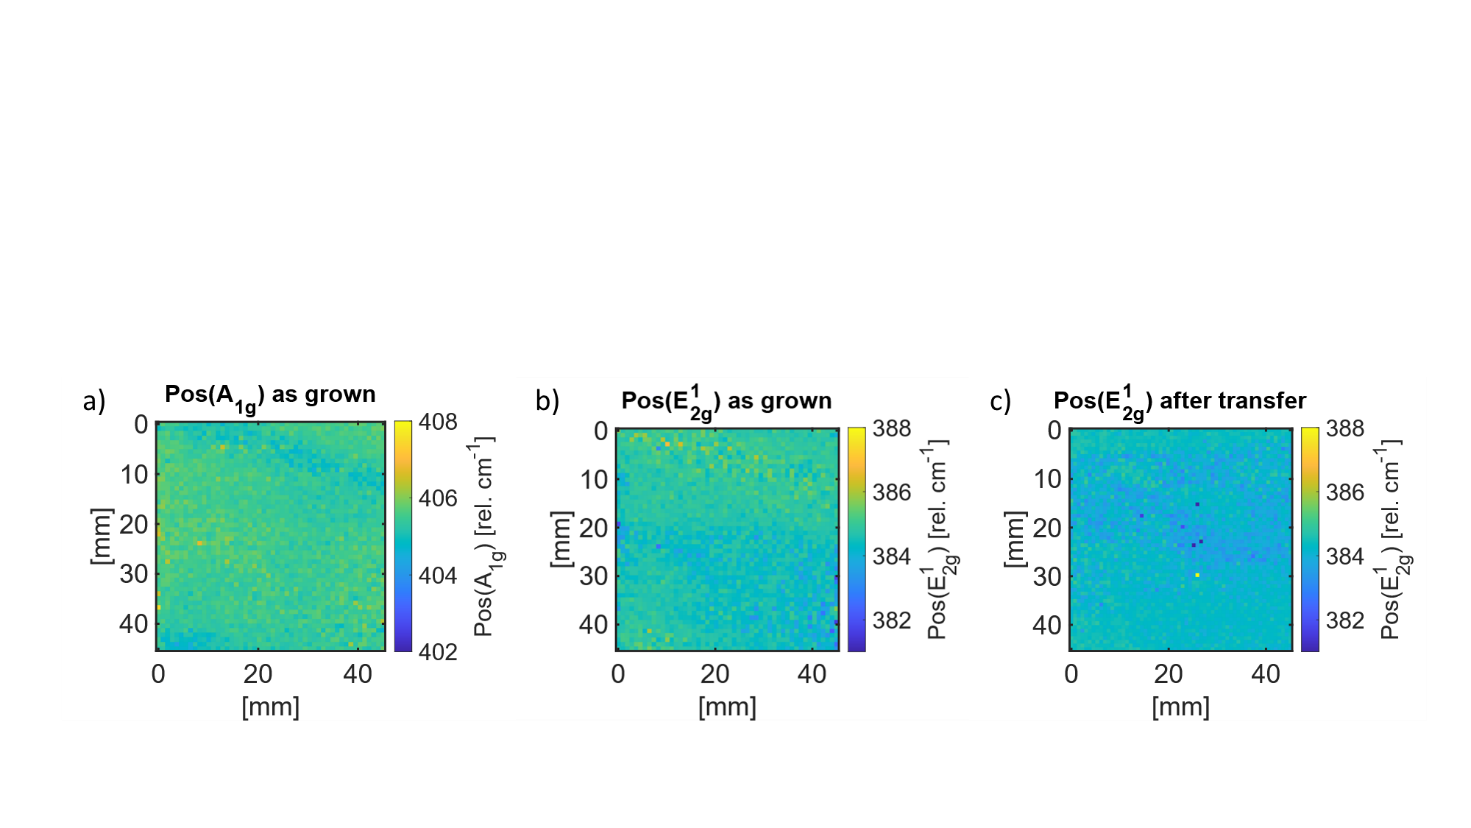 a)
Pos(A1g) as grown
0
10
20
30
40
[mm]
0
20
40
[mm]
408
406
404
402
Pos(A1g) [rel. cm-1]
b)
Pos(E12g) as grown
0
10
20
30
40
[mm]
0
20
40
[mm]
388
386
384
382
Pos(E12g) [rel. cm-1]
c)
Pos(E12g) after transfer
0
10
20
30
40
[mm]
0
20
40
[mm]
388
386
384
382
Pos(E12g) [rel. cm-1]